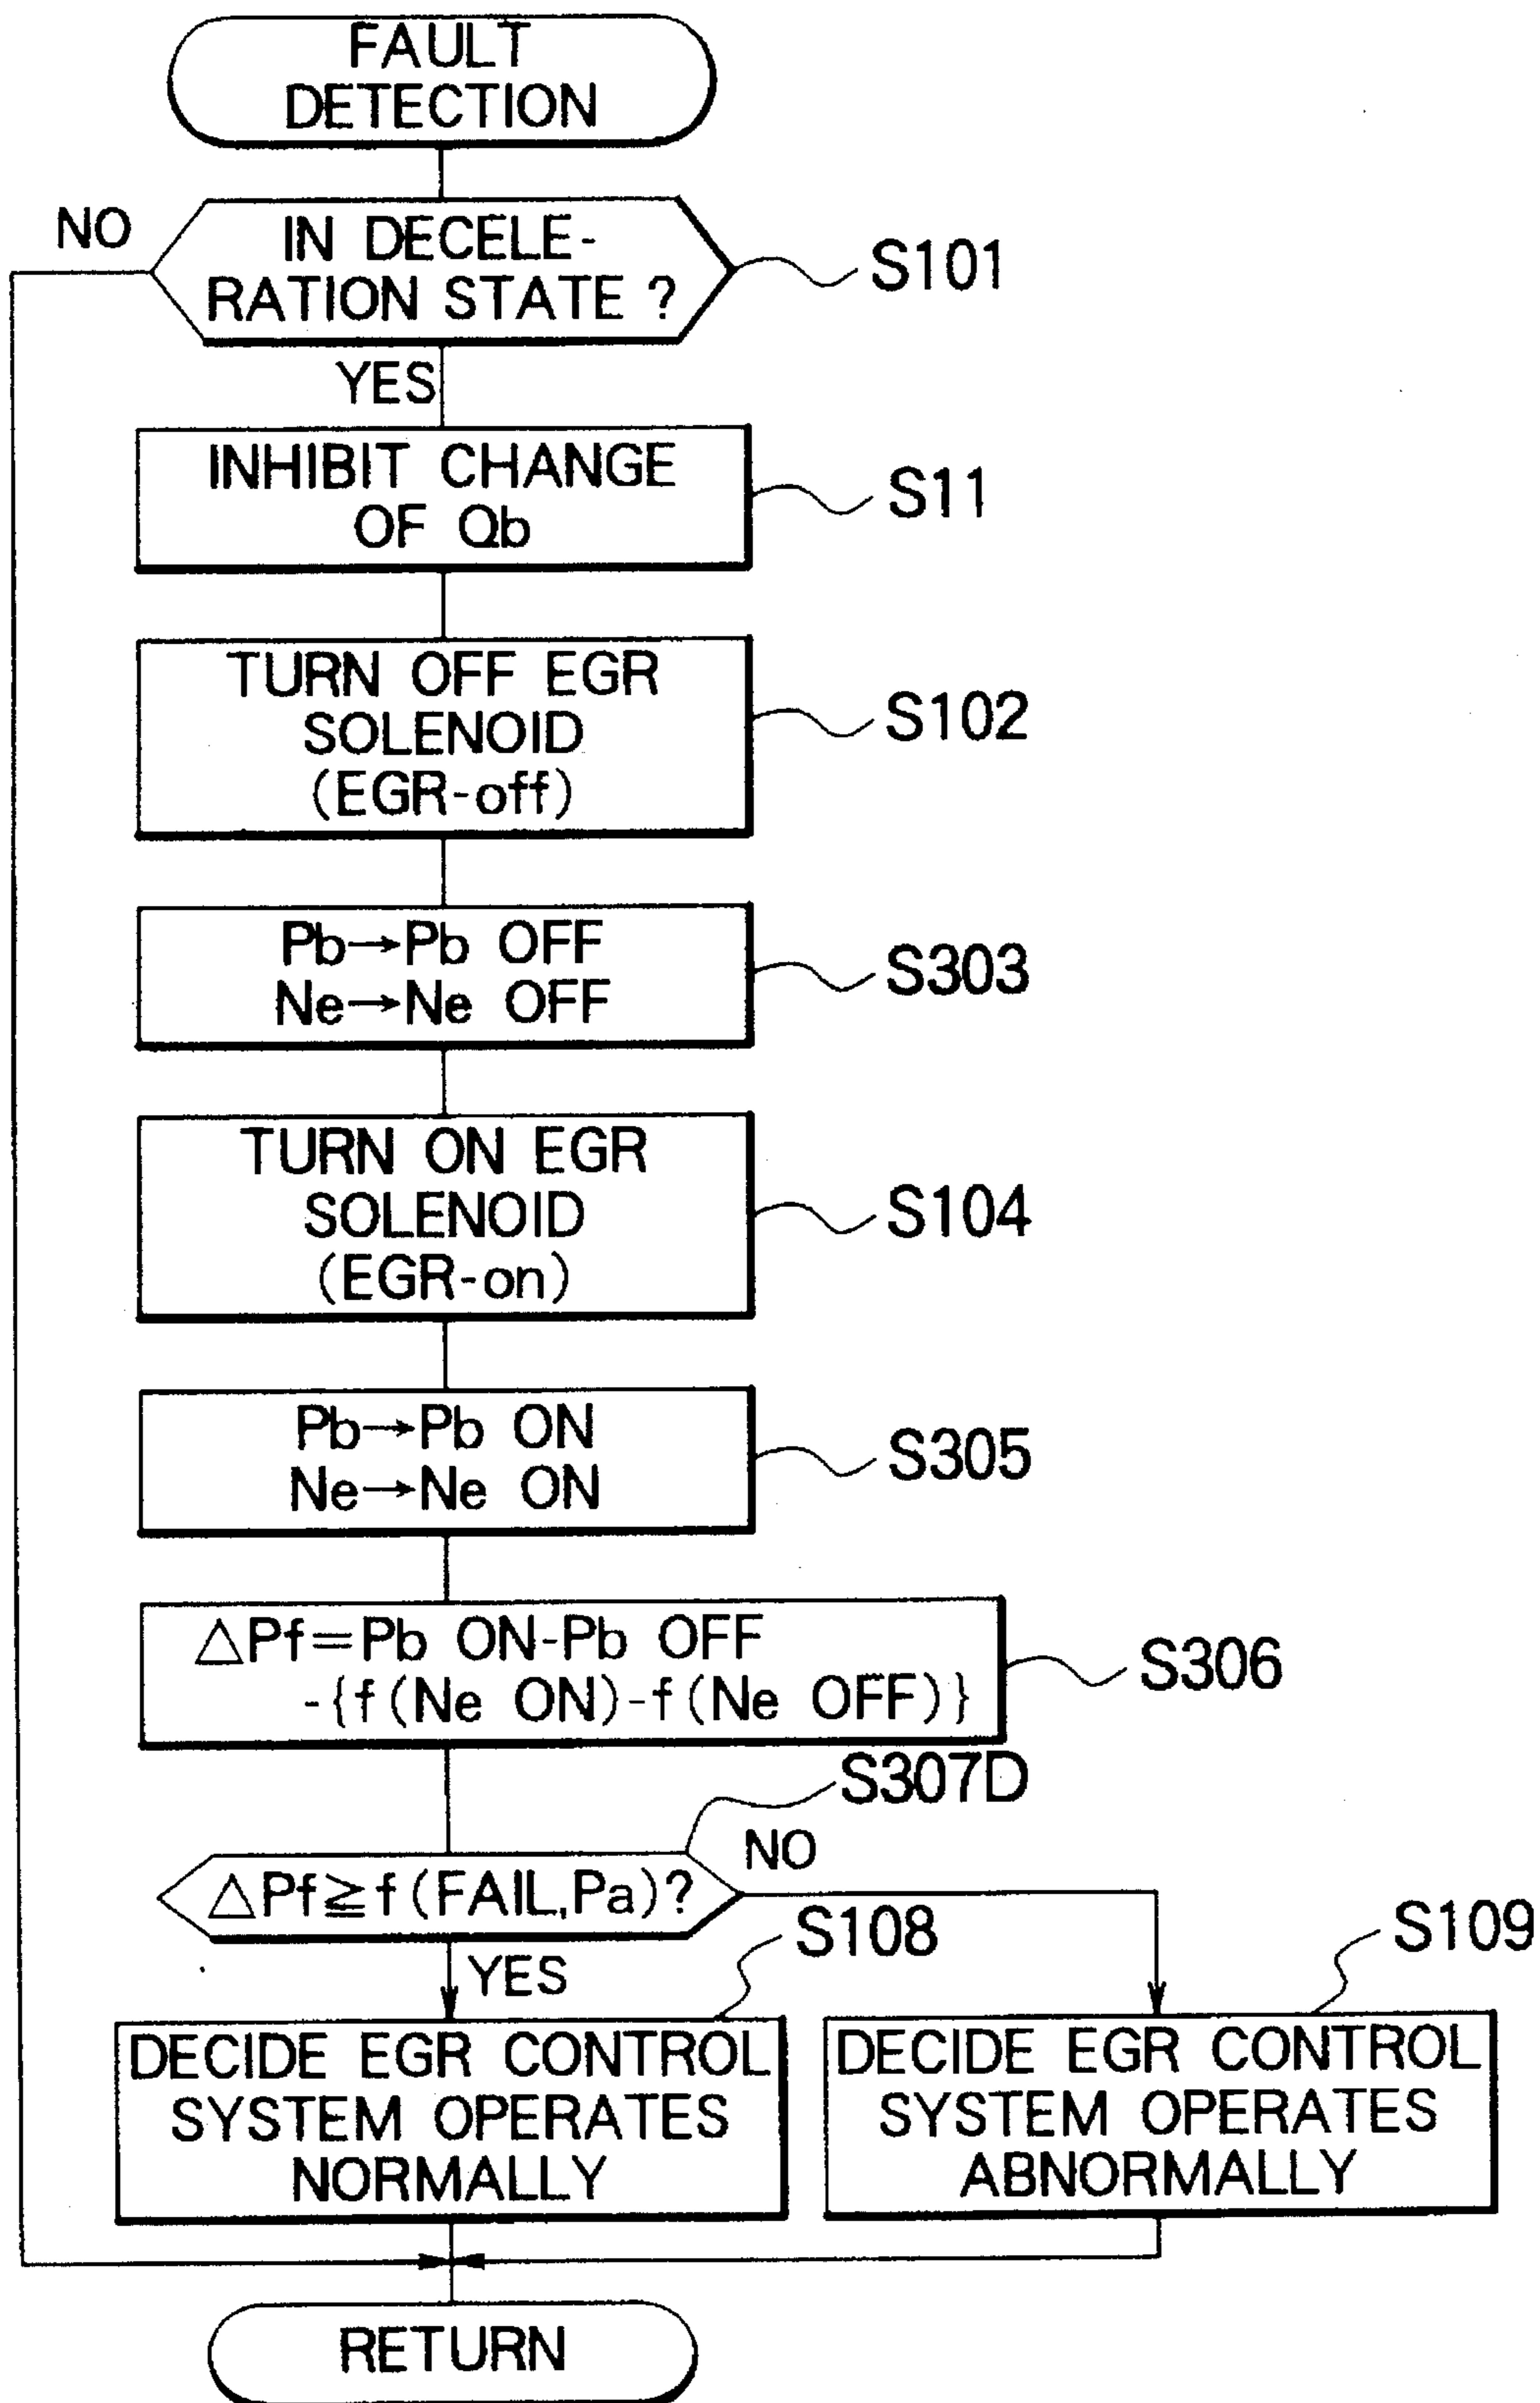 FAULT
DETECTION
NO
IN DECELE-
RATION STATE ?
S101
YES
INHIBIT CHANGE
OF Qb
S11
TURN OFF EGR
SOLENOID
(EGR-off)
S102
Pb→Pb OFF
Ne→Ne OFF
S303
TURN ON EGR
SOLENOID
(EGR-on)
S104
Pb→Pb ON
Ne→Ne ON
S305
△Pf=Pb ON-Pb OFF
-{f(Ne ON)-f(Ne OFF)}
S306
S307D
△Pf≧f(FAIL,Pa)?
NO
YES
S108
S109
DECIDE EGR CONTROL
SYSTEM OPERATES
NORMALLY
DECIDE EGR CONTROL
SYSTEM OPERATES
ABNORMALLY
RETURN